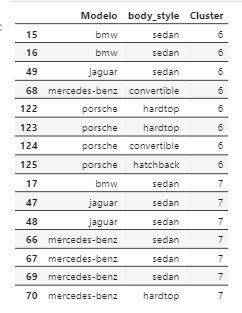 Modelo body_style Cluster
15 bmw sedan 6
16 bmw sedan 6
49 jaguar sedan 6
68 mercedes-benz convertible 6
122 porsche hardtop 6
123 porsche hardtop 6
124 porsche convertible 6
125 porsche hatchback 6
17 bmw sedan 7
47 jaguar sedan 7
48 jaguar sedan 7
66 mercedes-benz sedan 7
67 mercedes-benz sedan 7
69 mercedes-benz sedan 7
70 mercedes-benz hardtop 7